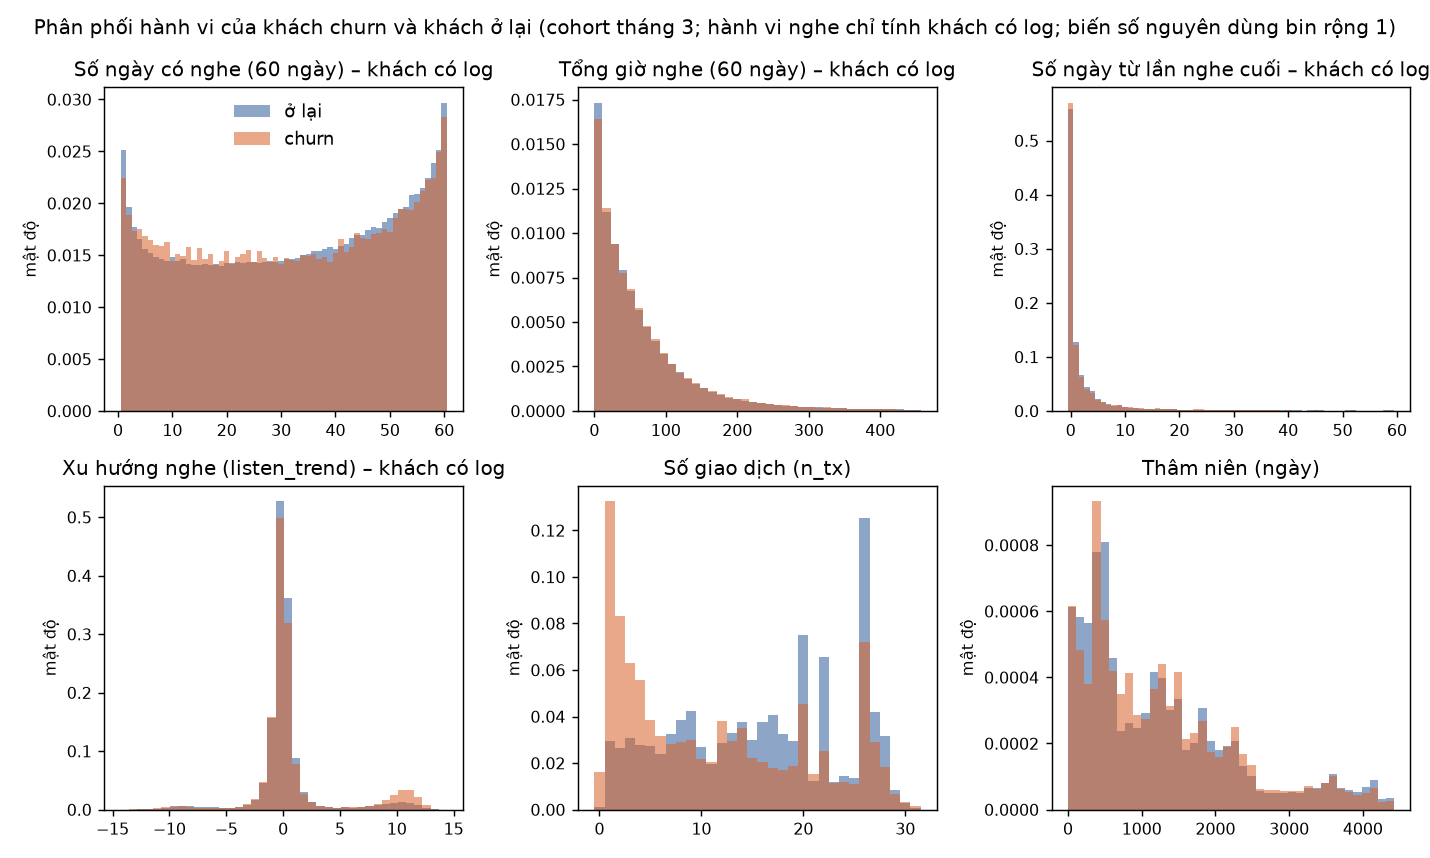 Phân phối hành vi của khách churn và khách ở lại (cohort tháng 3; hành vi nghe chỉ tính khách có log; biến số nguyên dùng bin rộng 1)
Số ngày có nghe (60 ngày) – khách có log
Tổng giờ nghe (60 ngày) – khách có log
Số ngày từ lần nghe cuối – khách có log
ở lại
churn
mật độ
0.030
0.025
0.020
0.015
0.010
0.005
0.000
0 10 20 30 40 50 60
mật độ
0.0175
0.0150
0.0125
0.0100
0.0075
0.0050
0.0025
0.0000
0 100 200 300 400
mật độ
0.5
0.4
0.3
0.2
0.1
0.0
0 10 20 30 40 50 60
Xu hướng nghe (listen_trend) – khách có log
Số giao dịch (n_tx)
Thâm niên (ngày)
mật độ
0.5
0.4
0.3
0.2
0.1
0.0
−15 −10 −5 0 5 10 15
mật độ
0.12
0.10
0.08
0.06
0.04
0.02
0.00
0 10 20 30
mật độ
0.0008
0.0006
0.0004
0.0002
0.0000
0 1000 2000 3000 4000